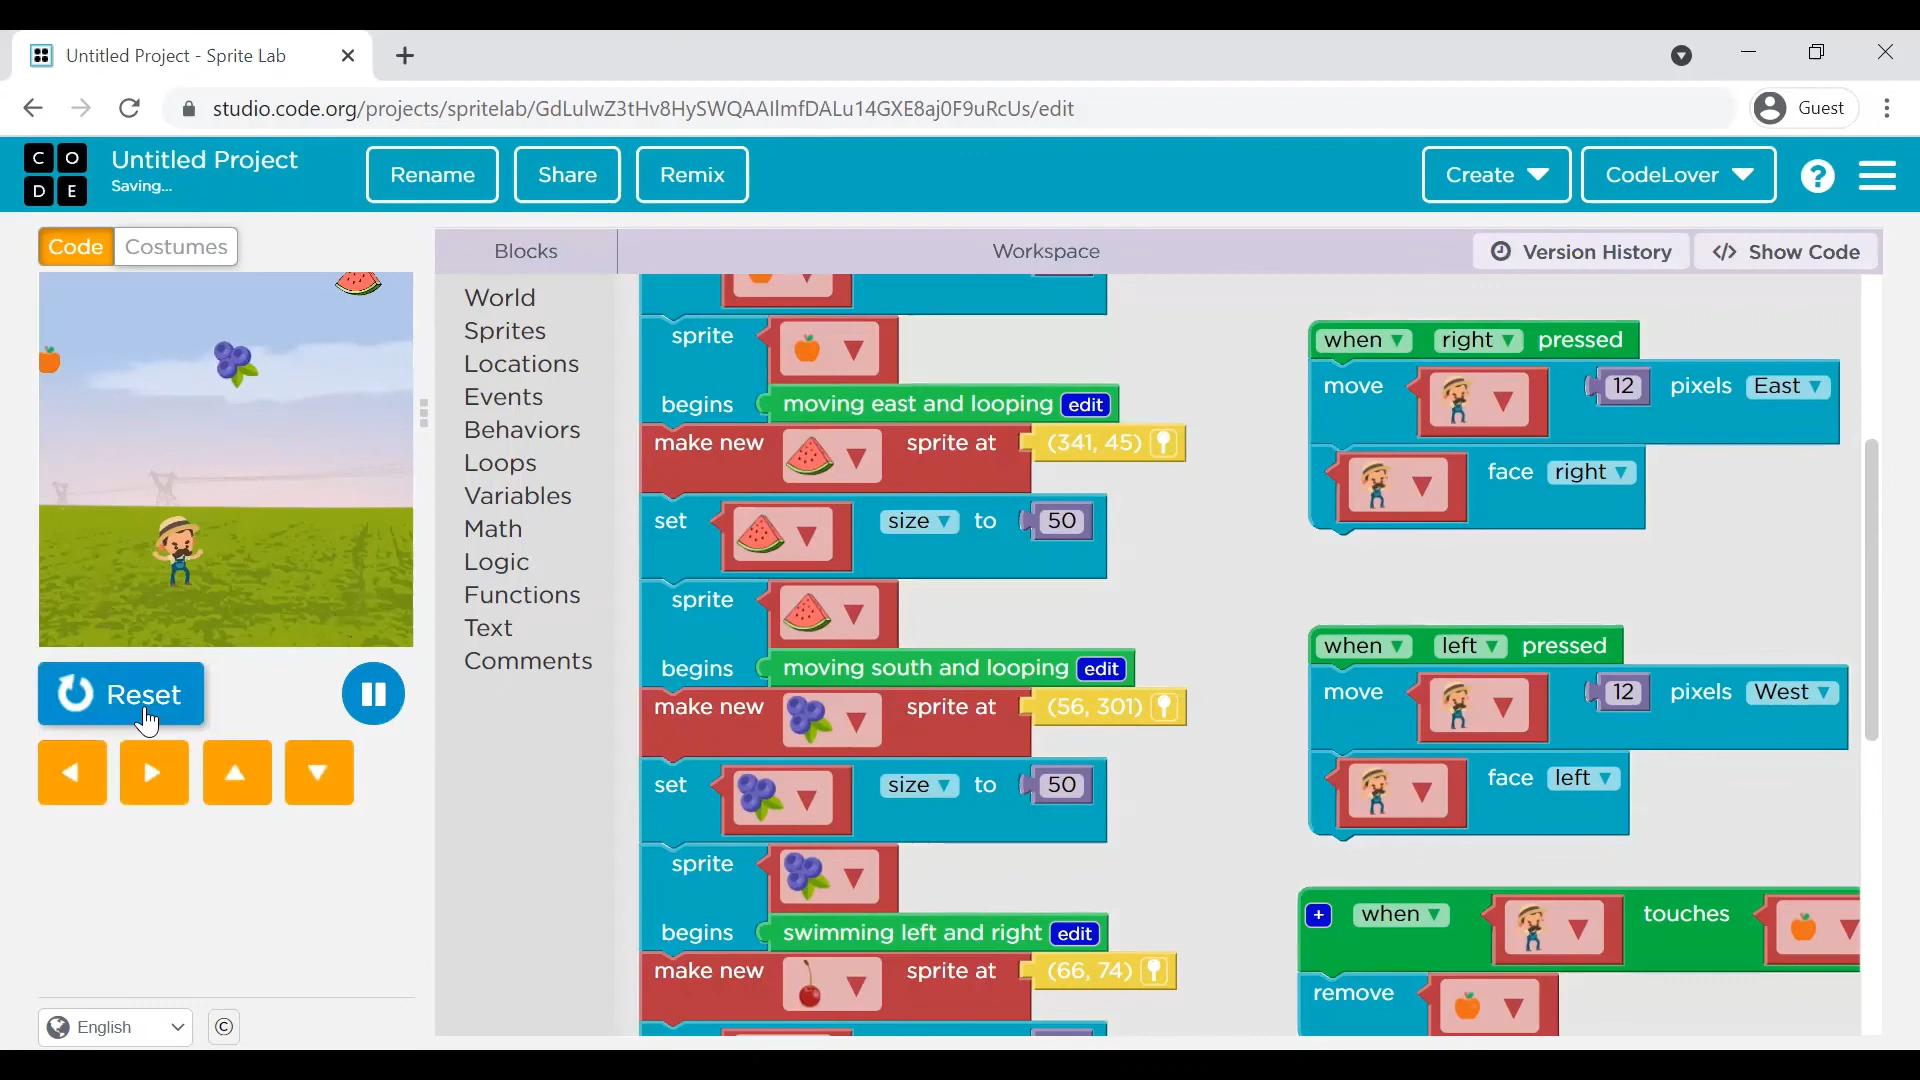 Untitled Project - Sprite Lab
studio.code.org/projects/spritelab/GdLulwZ3tHv8HySWQAAIlmfDALu14GXE8aj0F9uRcUs/edit
Guest
C O
D E
Untitled Project
Saving...
Rename
Share
Remix
Create
CodeLover
?
Code
Costumes
Blocks
Workspace
Version History
</> Show Code
World
Sprites
Locations
Events
Behaviors
Loops
Variables
Math
Logic
Functions
Text
Comments
sprite
begins moving east and looping edit
make new sprite at (341, 45)
set size to 50
sprite
begins moving south and looping edit
make new sprite at (56, 301)
set size to 50
sprite
begins swimming left and right edit
make new sprite at (66, 74)
when right pressed
move 12 pixels East
face right
when left pressed
move 12 pixels West
face left
+ when touches
remove
Reset
English
©